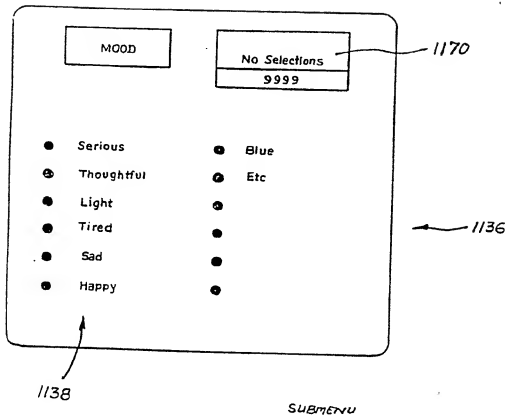 MOOD
No Selections
9999
1170
Serious
Thoughtful
Light
Tired
Sad
Happy
Blue
Etc
1136
1138
SUBMENU